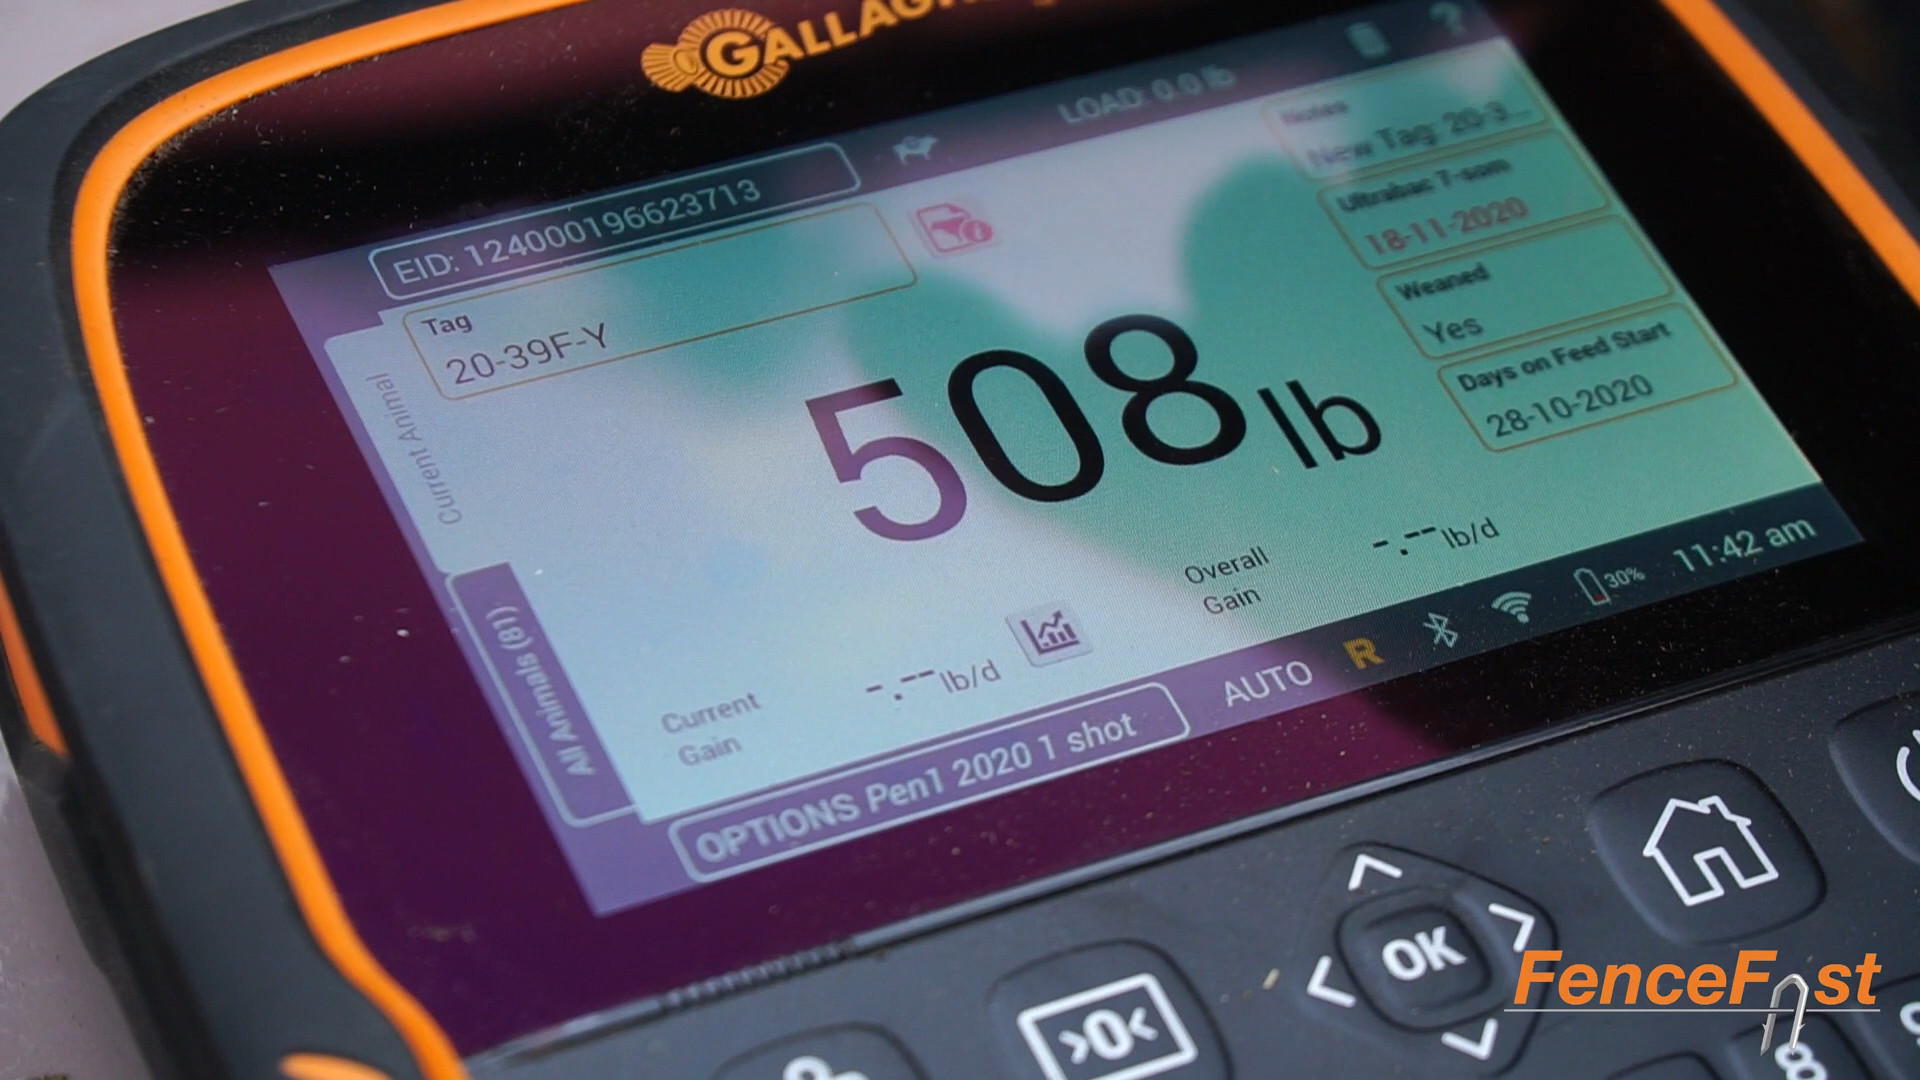 GALLAGH
LOAD: 0.0 lb
?
EID: 124000196623713
Tag
20-39F-Y
Notes
New Tag: 20-3...
Ultrabac 7-som
18-11-2020
Weaned
Yes
Days on Feed Start
28-10-2020
Current Animal
508 lb
All Animals (81)
Overall
Gain
-.-- lb/d
Current
Gain
-.-- lb/d
OPTIONS Pen1 2020 1 shot
AUTO
R
30%
11:42 am
OK
>0<
8
FenceFast